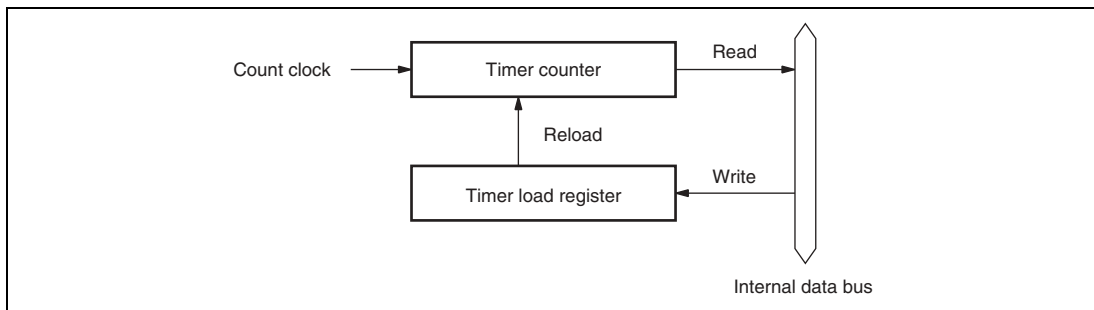 Read
Count clock
Timer counter
Reload
Write
Timer load register
Internal data bus